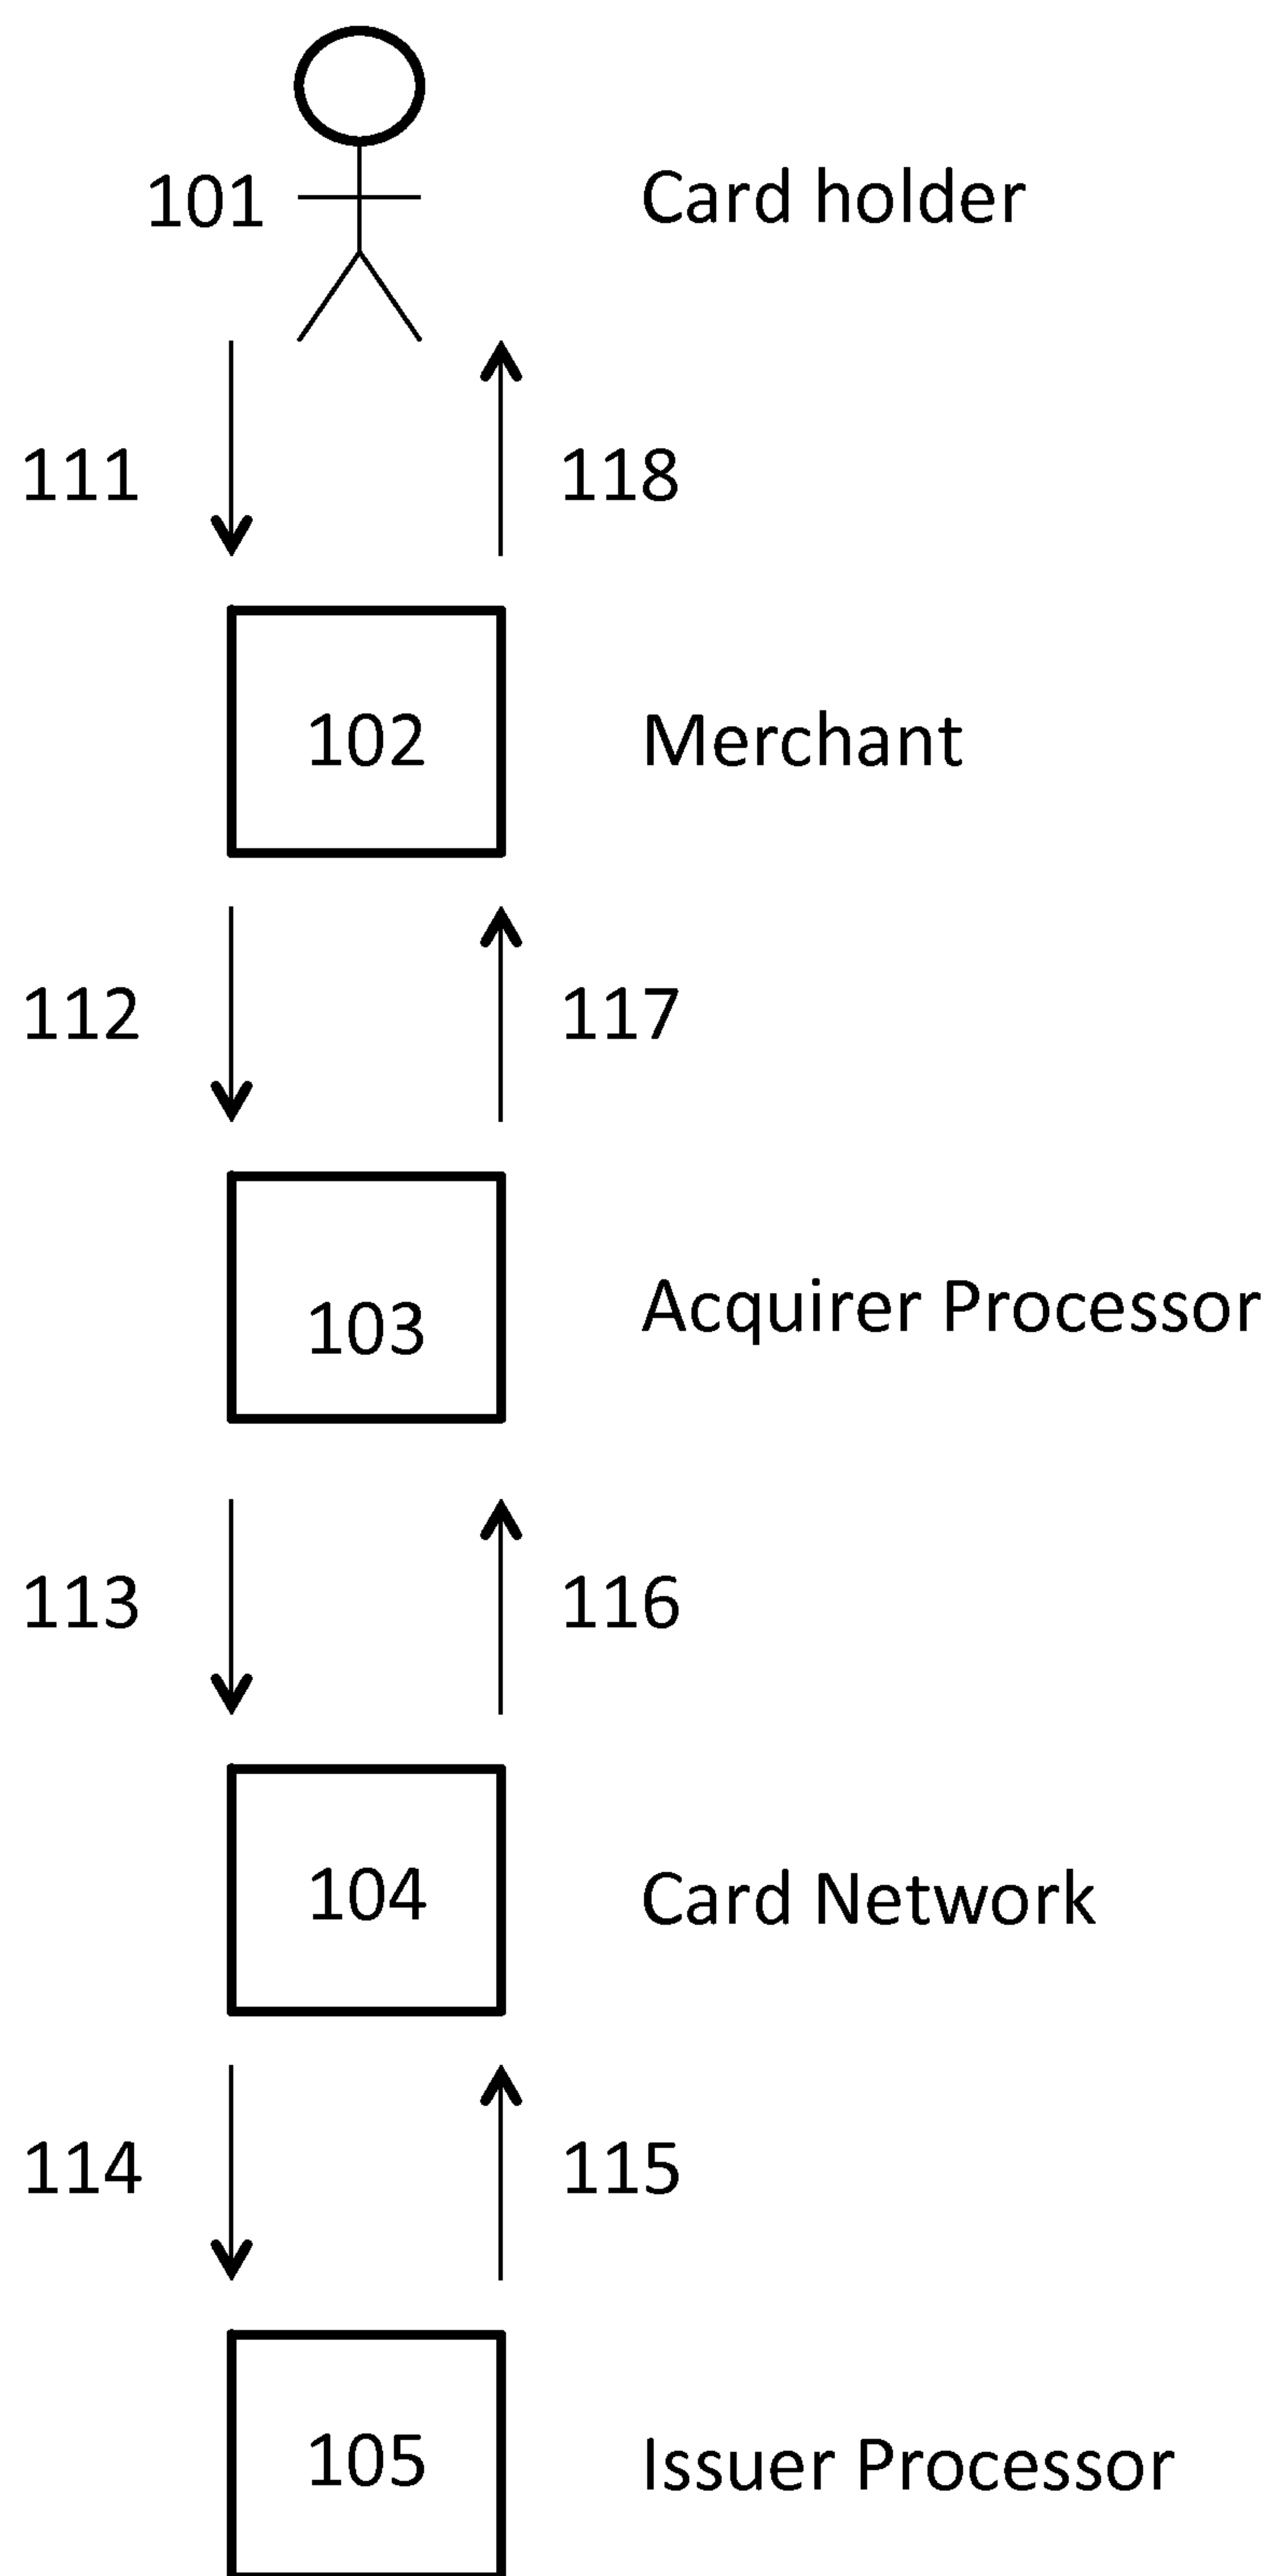 101 Card holder
111 118
102 Merchant
112 117
103 Acquirer Processor
113 116
104 Card Network
114 115
105 Issuer Processor